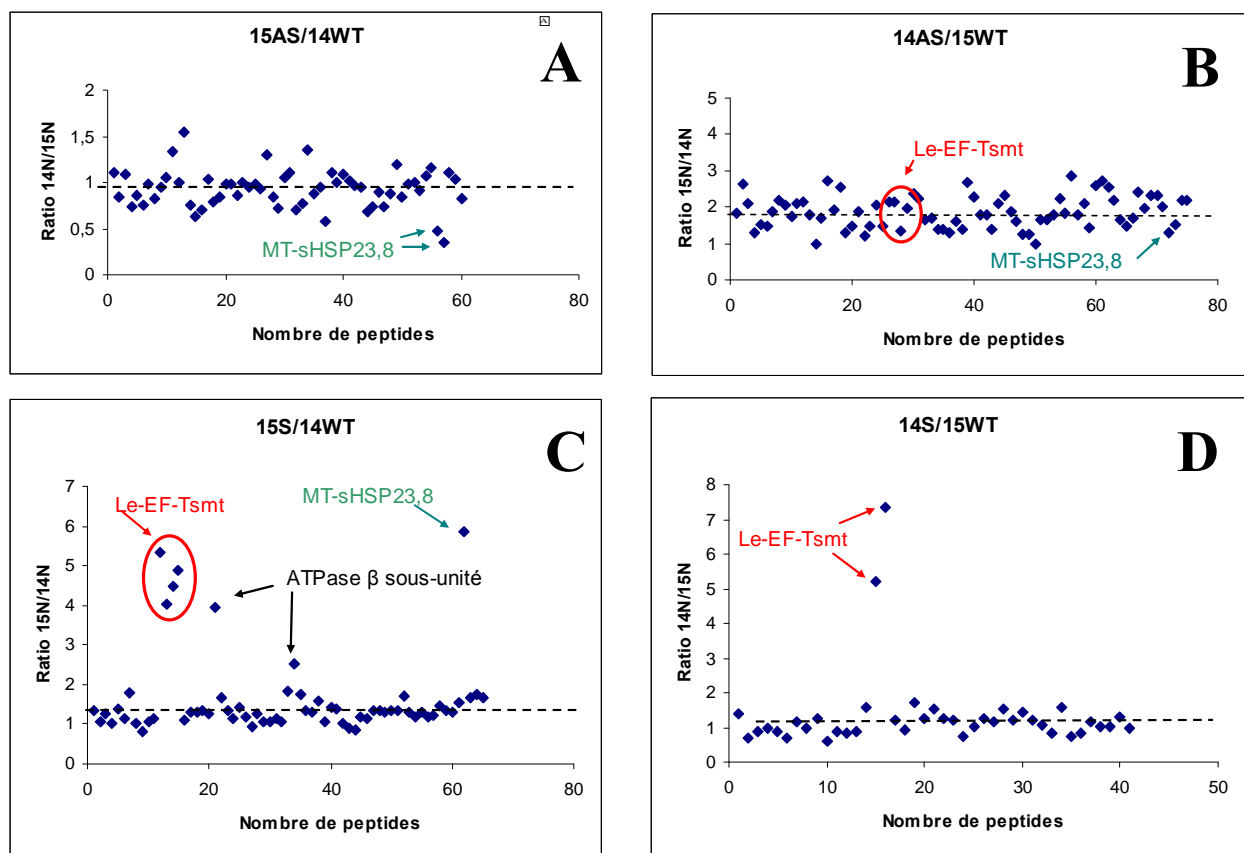 A
15AS/14WT
A
Ratio 14N/15N
2
1,5
1
0,5
0
MT-sHSP23,8
0
20
40
60
80
Nombre de peptides
14AS/15WT
B
Ratio 15N/14N
5
4
3
2
1
0
Le-EF-Tsmt
MT-sHSP23,8
0
20
40
60
80
Nombre de peptides
15S/14WT
C
Ratio 15N/14N
7
6
5
4
3
2
1
0
Le-EF-Tsmt
MT-sHSP23,8
ATPase β sous-unité
0
20
40
60
80
Nombre de peptides
14S/15WT
D
Ratio 14N/15N
8
7
6
5
4
3
2
1
0
Le-EF-Tsmt
0
10
20
30
40
50
Nombre de peptides